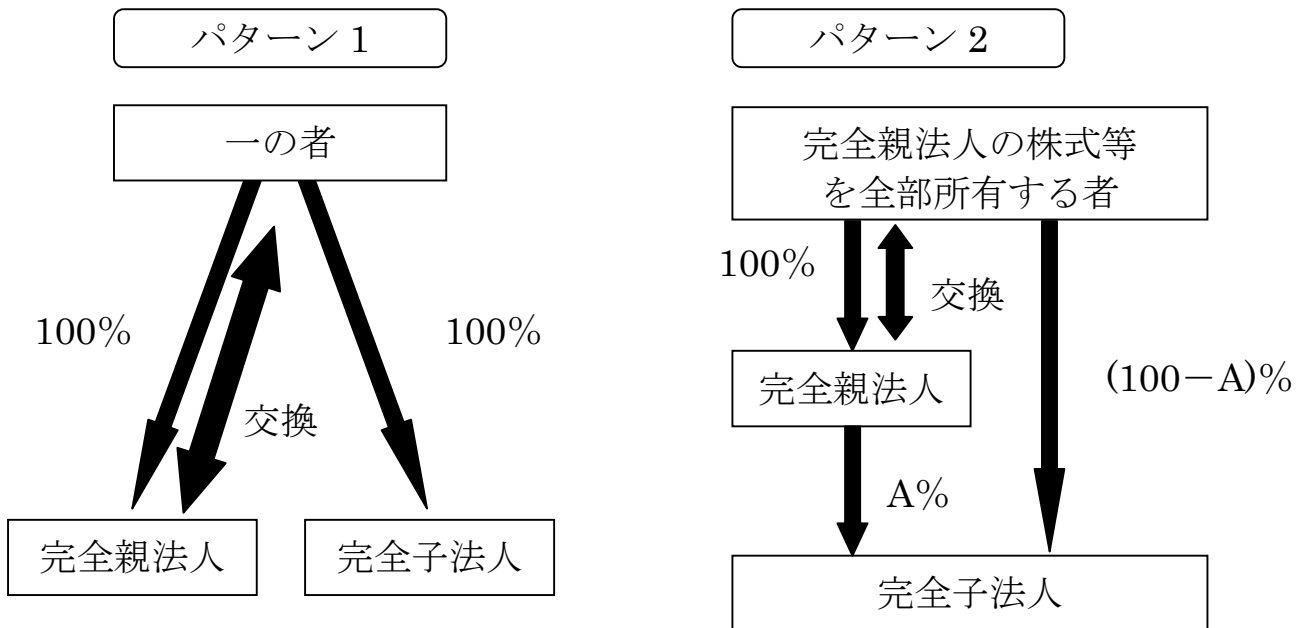 パターン 1
一の者
100%
100%
交換
完全親法人
完全子法人
パターン 2
完全親法人の株式等
を全部所有する者
100%
交換
完全親法人
(100－A)%
A%
完全子法人